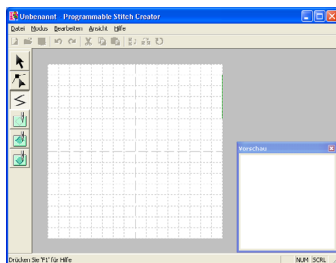 Unbenannt - Programmable Stitch Creator
Datei Modus Bearbeiten Ansicht Hilfe
Vorschau
Drücken Sie 'F1' für Hilfe
NUM SCRL